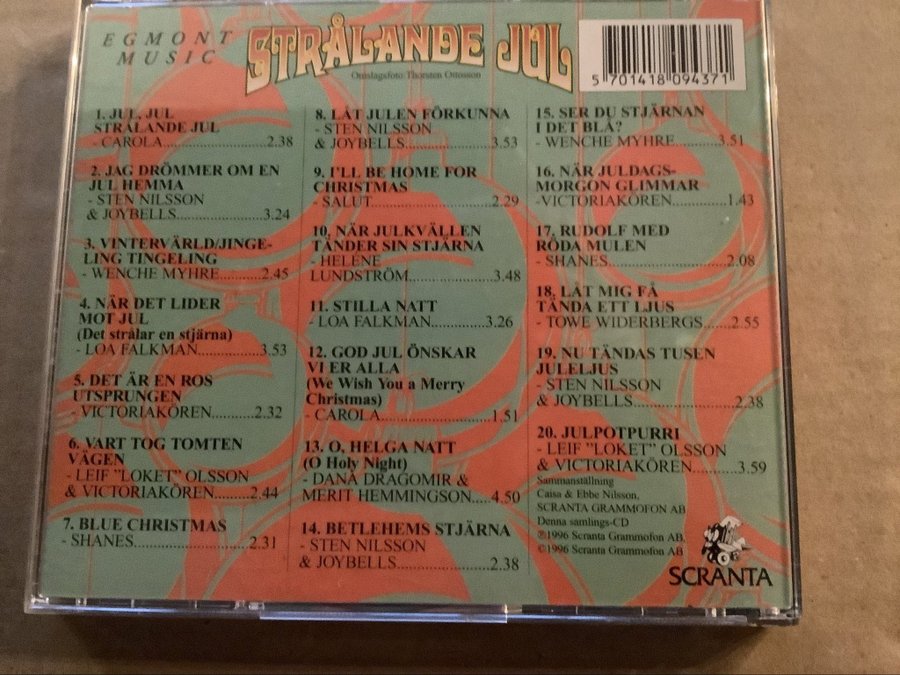 EGMONT
MUSIC
STRÅLANDE JUL
Omslagsfoto Thorsten Ottosson
5 701418 094371
1. JUL, JUL
STRÅLANDE JUL
- CAROLA..................2.38
2. JAG DRÖMMER OM EN
JUL HEMMA
- STEN NILSSON
& JOYBELLS..............3.24
3. VINTERVÄRLD/JINGE-
LING TINGELING
- WENCHE MYHRE.......2.45
4. NÄR DET LIDER
MOT JUL
(Det strålar en stjärna)
- LOA FALKMAN..........3.53
5. DET ÄR EN ROS
UTSPRUNGEN
- VICTORIAKÖREN.......2.32
6. VART TOG TOMTEN
VÄGEN
- LEIF "LOKET" OLSSON
& VICTORIAKÖREN.......2.44
7. BLUE CHRISTMAS
- SHANES....................2.31
8. LÅT JULEN FÖRKUNNA
- STEN NILSSON
& JOYBELLS................3.53
9. I'LL BE HOME FOR
CHRISTMAS
- SALUT......................2.29
10. NÄR JULKVÄLLEN
TÄNDER SIN STJÄRNA
- HELENE
LUNDSTRÖM...............3.48
11. STILLA NATT
- LOA FALKMAN..........3.26
12. GOD JUL ÖNSKAR
VI ER ALLA
(We Wish You a Merry
Christmas)
- CAROLA....................1.51
13. O, HELGA NATT
(O Holy Night)
- DANA DRAGOMIR &
MERIT HEMMINGSON....4.50
14. BETLEHEMS STJÄRNA
- STEN NILSSON
& JOYBELLS................2.38
15. SER DU STJÄRNAN
I DET BLÅ?
- WENCHE MYHRE.......3.51
16. NÄR JULDAGS-
MORGON GLIMMAR
-VICTORIAKÖREN........1.43
17. RUDOLF MED
RÖDA MULEN
- SHANES....................2.08
18. LÅT MIG FÅ
TÄNDA ETT LJUS
- TOWE WIDERBERGS......2.55
19. NU TÄNDAS TUSEN
JULELJUS
- STEN NILSSON
& JOYBELLS................2.38
20. JULPOTPURRI
- LEIF "LOKET" OLSSON
& VICTORIAKÖREN.......3.59
Sammanställning
Caisa & Ebbe Nilsson,
SCRANTA GRAMMOFON AB
Denna samlings-CD
℗1996 Scranta Grammofon AB.
©1996 Scranta Grammofon AB
SCRANTA